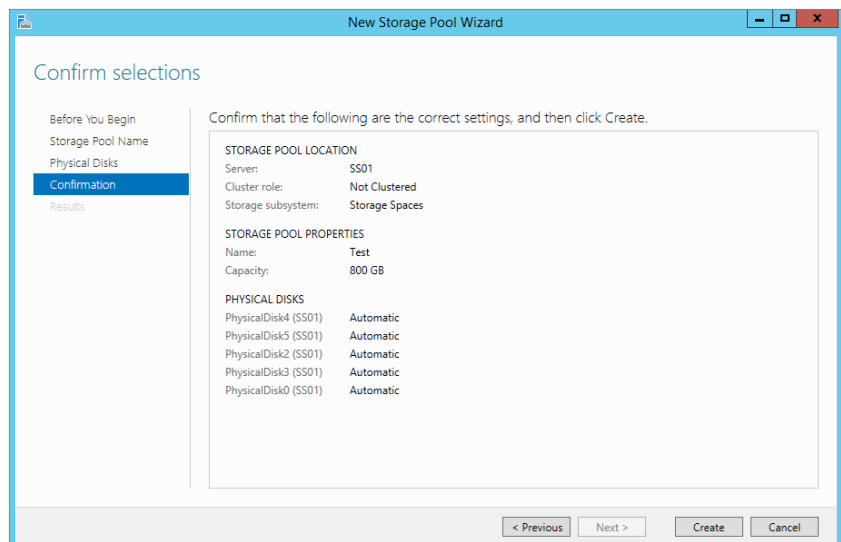 New Storage Pool Wizard
Confirm selections
Before You Begin
Storage Pool Name
Physical Disks
Confirmation
Results
Confirm that the following are the correct settings, and then click Create.
STORAGE POOL LOCATION
Server: SS01
Cluster role: Not Clustered
Storage subsystem: Storage Spaces
STORAGE POOL PROPERTIES
Name: Test
Capacity: 800 GB
PHYSICAL DISKS
PhysicalDisk4 (SS01) Automatic
PhysicalDisk5 (SS01) Automatic
PhysicalDisk2 (SS01) Automatic
PhysicalDisk3 (SS01) Automatic
PhysicalDisk0 (SS01) Automatic
< Previous Next > Create Cancel